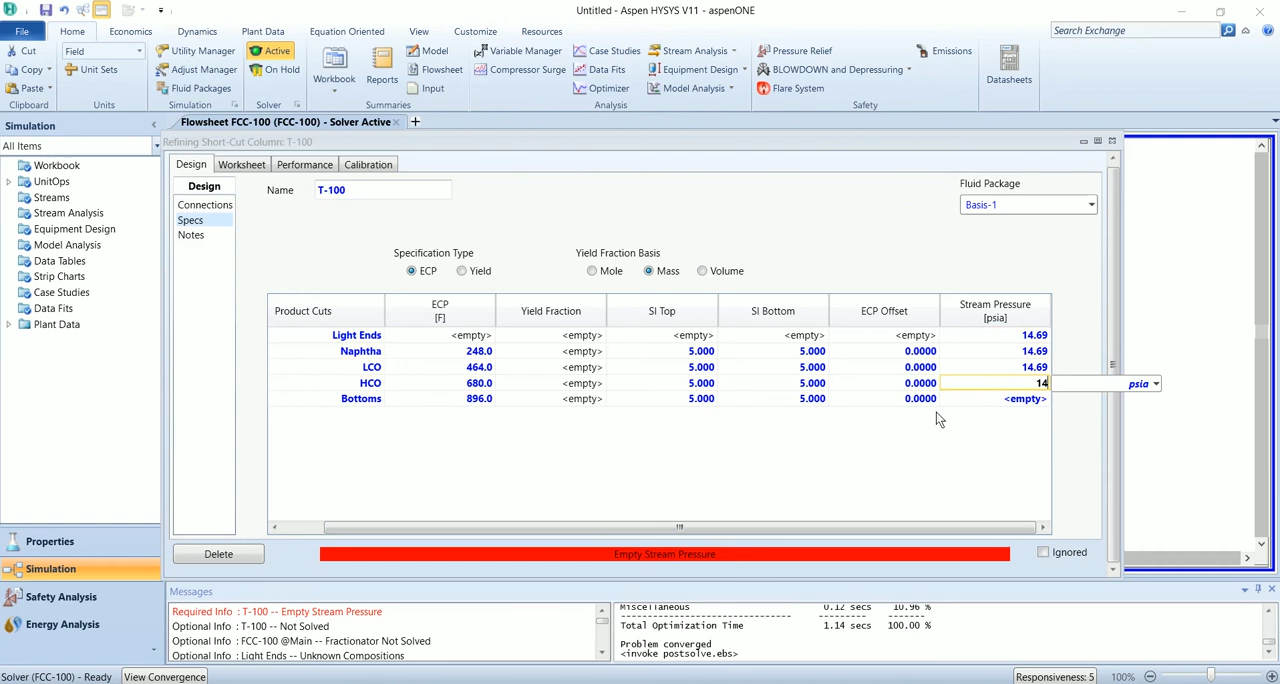 Untitled - Aspen HYSYS V11 - aspenONE
File Home Economics Dynamics Plant Data Equation Oriented View Customize Resources Search Exchange
Cut Field Utility Manager Active Model Variable Manager Case Studies Stream Analysis Pressure Relief Emissions
Copy Unit Sets Adjust Manager On Hold Workbook Reports Flowsheet Compressor Surge Data Fits Equipment Design BLOWDOWN and Depressuring Datasheets
Paste Fluid Packages Input Optimizer Model Analysis Flare System
Clipboard Units Simulation Solver Summaries Analysis Safety
Simulation
All Items
Workbook
UnitOps
Streams
Stream Analysis
Equipment Design
Model Analysis
Data Tables
Strip Charts
Case Studies
Data Fits
Plant Data
Properties
Simulation
Safety Analysis
Energy Analysis
Flowsheet FCC-100 (FCC-100) - Solver Active
Refining Short-Cut Column: T-100
Design Worksheet Performance Calibration
Design
Connections
Specs
Notes
Name T-100
Fluid Package
Basis-1
Specification Type Yield Fraction Basis
ECP Yield Mole Mass Volume
Product Cuts ECP [F] Yield Fraction SI Top SI Bottom ECP Offset Stream Pressure [psia]
Light Ends <empty> <empty> <empty> <empty> <empty> 14.69
Naphtha 248.0 <empty> 5.000 5.000 0.0000 14.69
LCO 464.0 <empty> 5.000 5.000 0.0000 14.69
HCO 680.0 <empty> 5.000 5.000 0.0000 14 psia
Bottoms 896.0 <empty> 5.000 5.000 0.0000 <empty>
Delete Empty Stream Pressure Ignored
Messages
Required Info : T-100 -- Empty Stream Pressure
Optional Info : T-100 -- Not Solved
Optional Info : FCC-100 @Main -- Fractionator Not Solved
Optional Info : Light Ends -- Unknown Compositions
Miscellaneous 0.12 secs 10.96 %
Total Optimization Time 1.14 secs 100.00 %
Problem converged
<invoke postsolve.ebs>
Solver (FCC-100) - Ready View Convergence Responsiveness: 5 100%